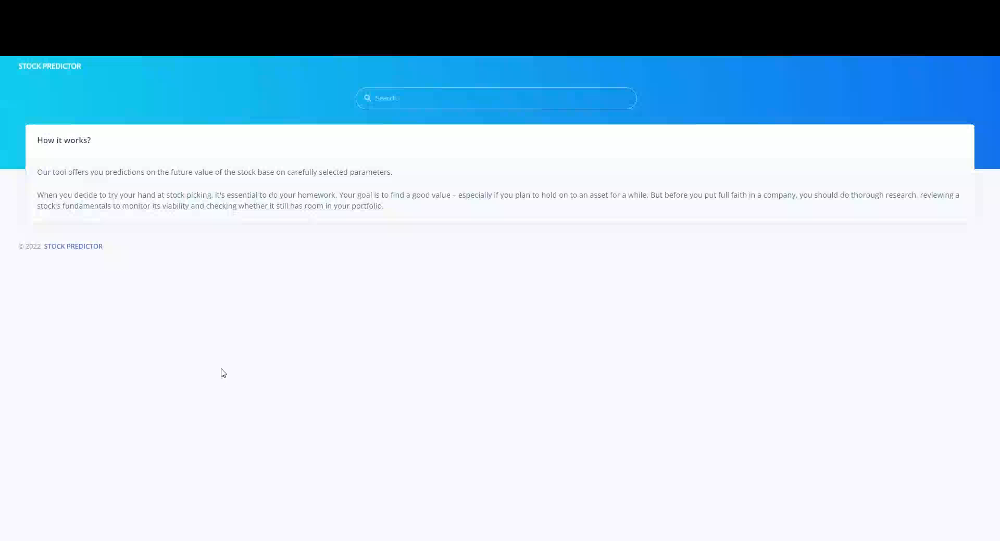 STOCK PREDICTOR
Search
How it works?
Our tool offers you predictions on the future value of the stock base on carefully selected parameters.
When you decide to try your hand at stock picking, it's essential to do your homework. Your goal is to find a good value – especially if you plan to hold on to an asset for a while. But before you put full faith in a company, you should do thorough research. reviewing a
stock's fundamentals to monitor its viability and checking whether it still has room in your portfolio.
© 2022 STOCK PREDICTOR